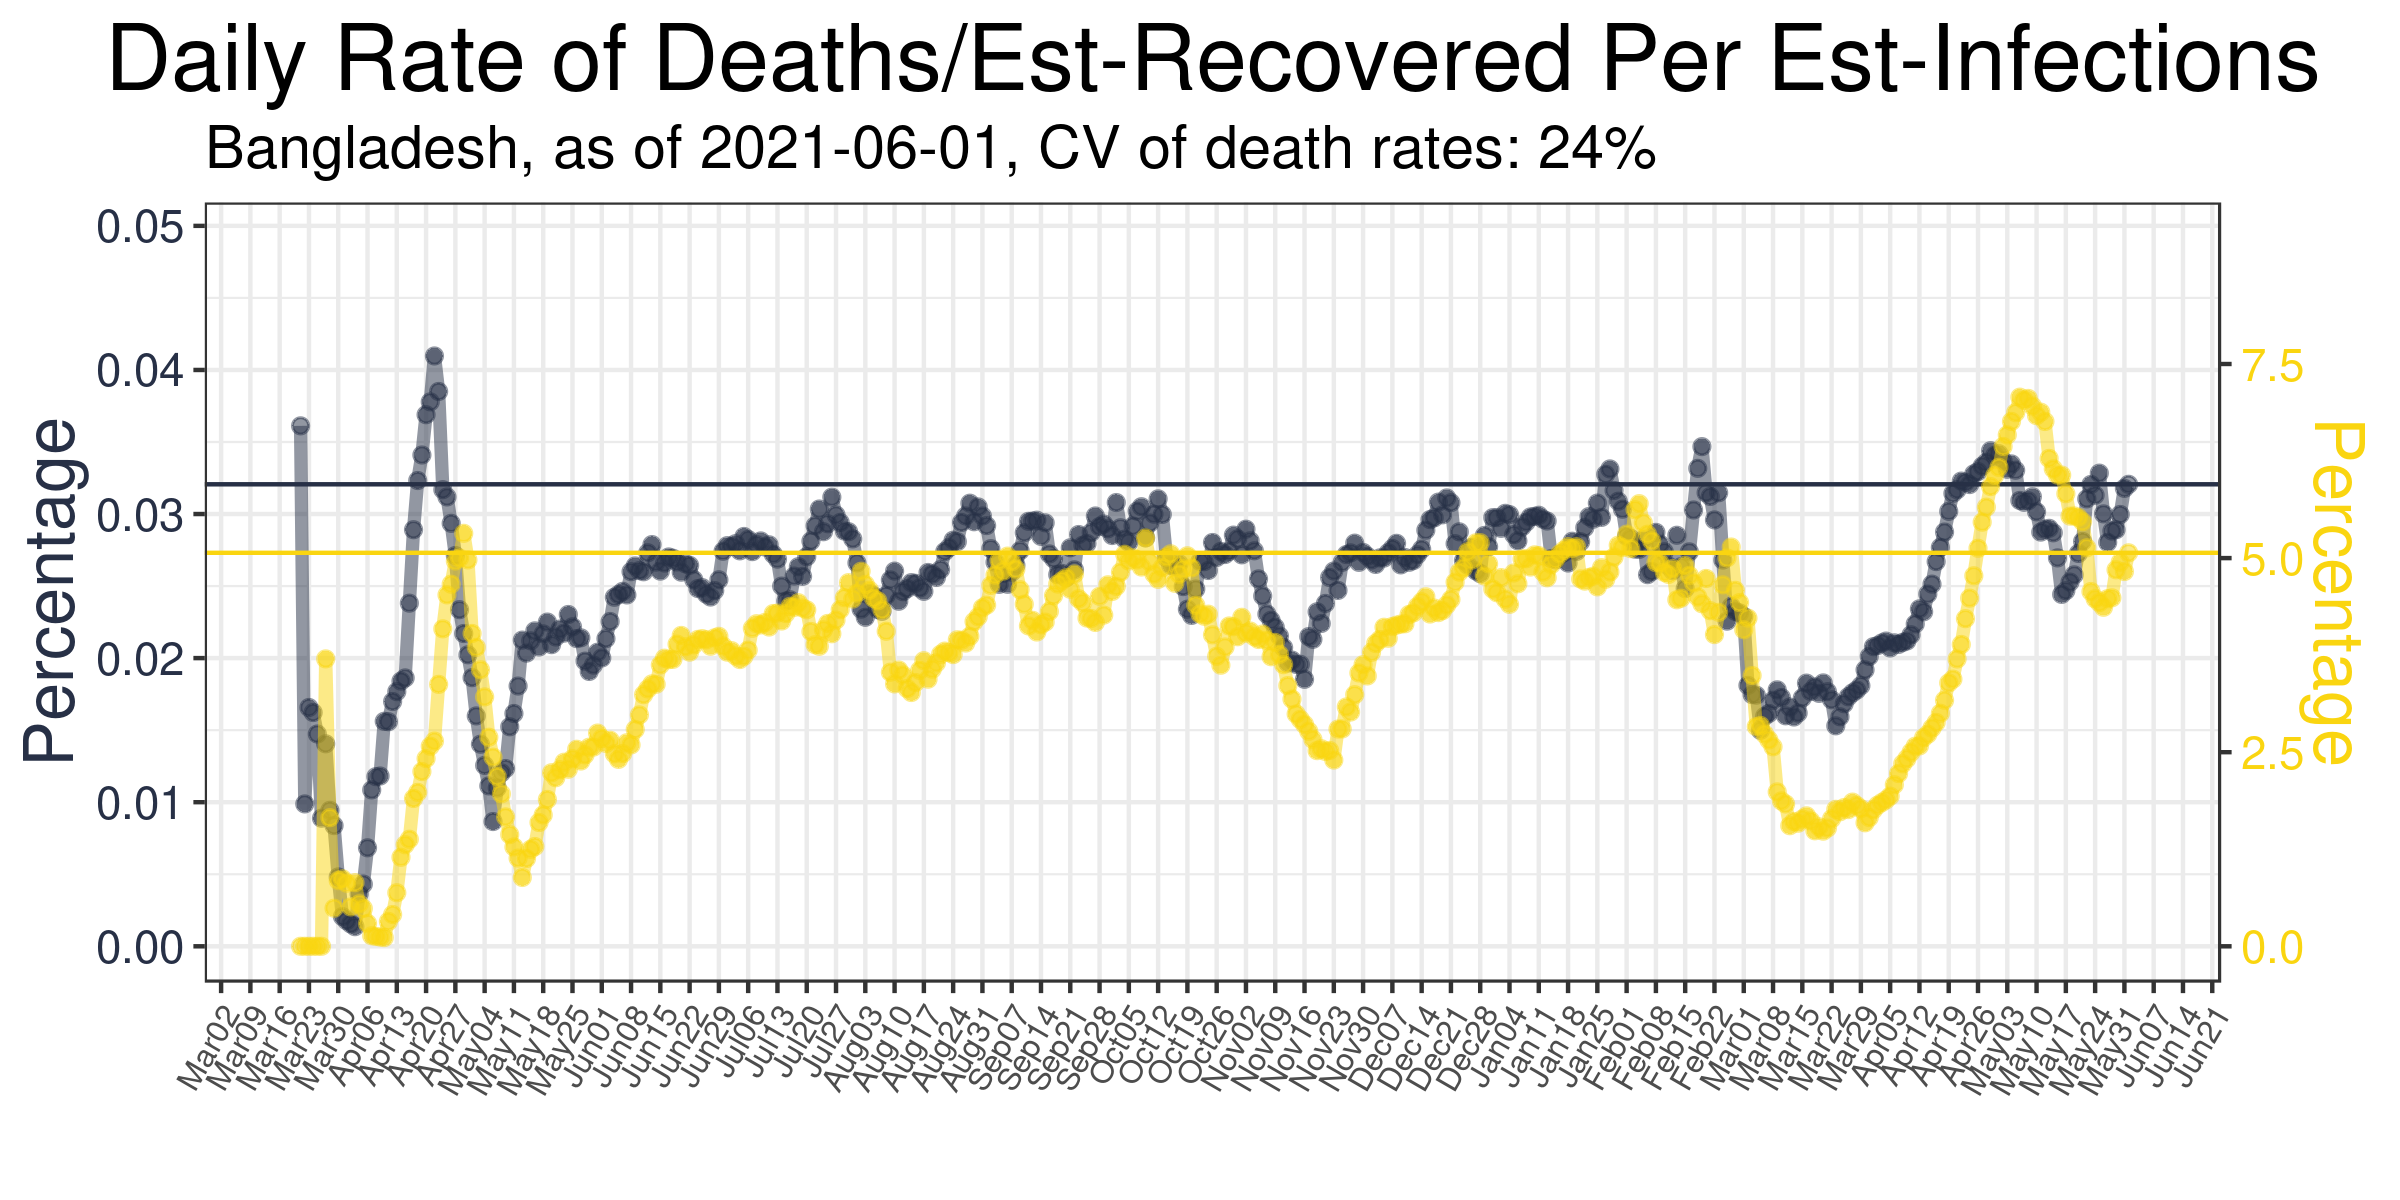 Daily Rate of Deaths/Est-Recovered Per Est-Infections
Bangladesh, as of 2021-06-01, CV of death rates: 24%
0.05
0.04
0.03
0.02
0.01
0.00
Percentage
7.5
5.0
2.5
0.0
Percentage
Mar02
Mar09
Mar16
Mar23
Mar30
Apr06
Apr13
Apr20
Apr27
May04
May11
May18
May25
Jun01
Jun08
Jun15
Jun22
Jun29
Jul06
Jul13
Jul20
Jul27
Aug03
Aug10
Aug17
Aug24
Aug31
Sep07
Sep14
Sep21
Sep28
Oct05
Oct12
Oct19
Oct26
Nov02
Nov09
Nov16
Nov23
Nov30
Dec07
Dec14
Dec21
Dec28
Jan04
Jan11
Jan18
Jan25
Feb01
Feb08
Feb15
Feb22
Mar01
Mar08
Mar15
Mar22
Mar29
Apr05
Apr12
Apr19
Apr26
May03
May10
May17
May24
May31
Jun07
Jun14
Jun21